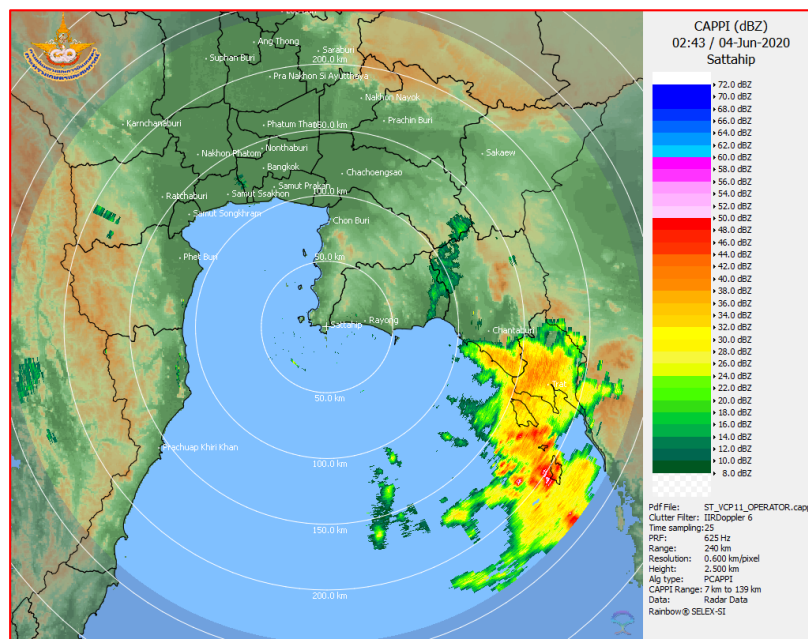 CAPPI (dBZ)
02:43 / 04-Jun-2020
Sattahip
72.0 dBZ
70.0 dBZ
68.0 dBZ
66.0 dBZ
64.0 dBZ
62.0 dBZ
60.0 dBZ
58.0 dBZ
56.0 dBZ
54.0 dBZ
52.0 dBZ
50.0 dBZ
48.0 dBZ
46.0 dBZ
44.0 dBZ
42.0 dBZ
40.0 dBZ
38.0 dBZ
36.0 dBZ
34.0 dBZ
32.0 dBZ
30.0 dBZ
28.0 dBZ
26.0 dBZ
24.0 dBZ
22.0 dBZ
20.0 dBZ
18.0 dBZ
16.0 dBZ
14.0 dBZ
12.0 dBZ
10.0 dBZ
8.0 dBZ
Pdf File: ST_VCP11_OPERATOR.capp
Clutter Filter: IIRDoppler 6
Time sampling:25
PRF: 625 Hz
Range: 240 km
Resolution: 0.600 km/pixel
Height: 2.500 km
Alg type: PCAPPI
CAPPI Range: 7 km to 139 km
Data: Radar Data
Rainbow® SELEX-SI
Ang Thong
Saraburi
Suphan Buri
200.0 km
Pra Nakhon Si Ayutthaya
Nakhon Nayok
Karnchanaburi
Phatum Thani
150.0 km
Prachin Buri
Nonthaburi
Nakhon Phatom
Sakaew
Bangkok
Chachoengsao
Samut Prakan
Ratchaburi
Samut Ssakhon
100.0 km
Samut Songkhram
Chon Buri
Phet Buri
50.0 km
Rayong
Sattahip
Chantaburi
Trat
50.0 km
Prachuap Khiri Khan
100.0 km
150.0 km
200.0 km